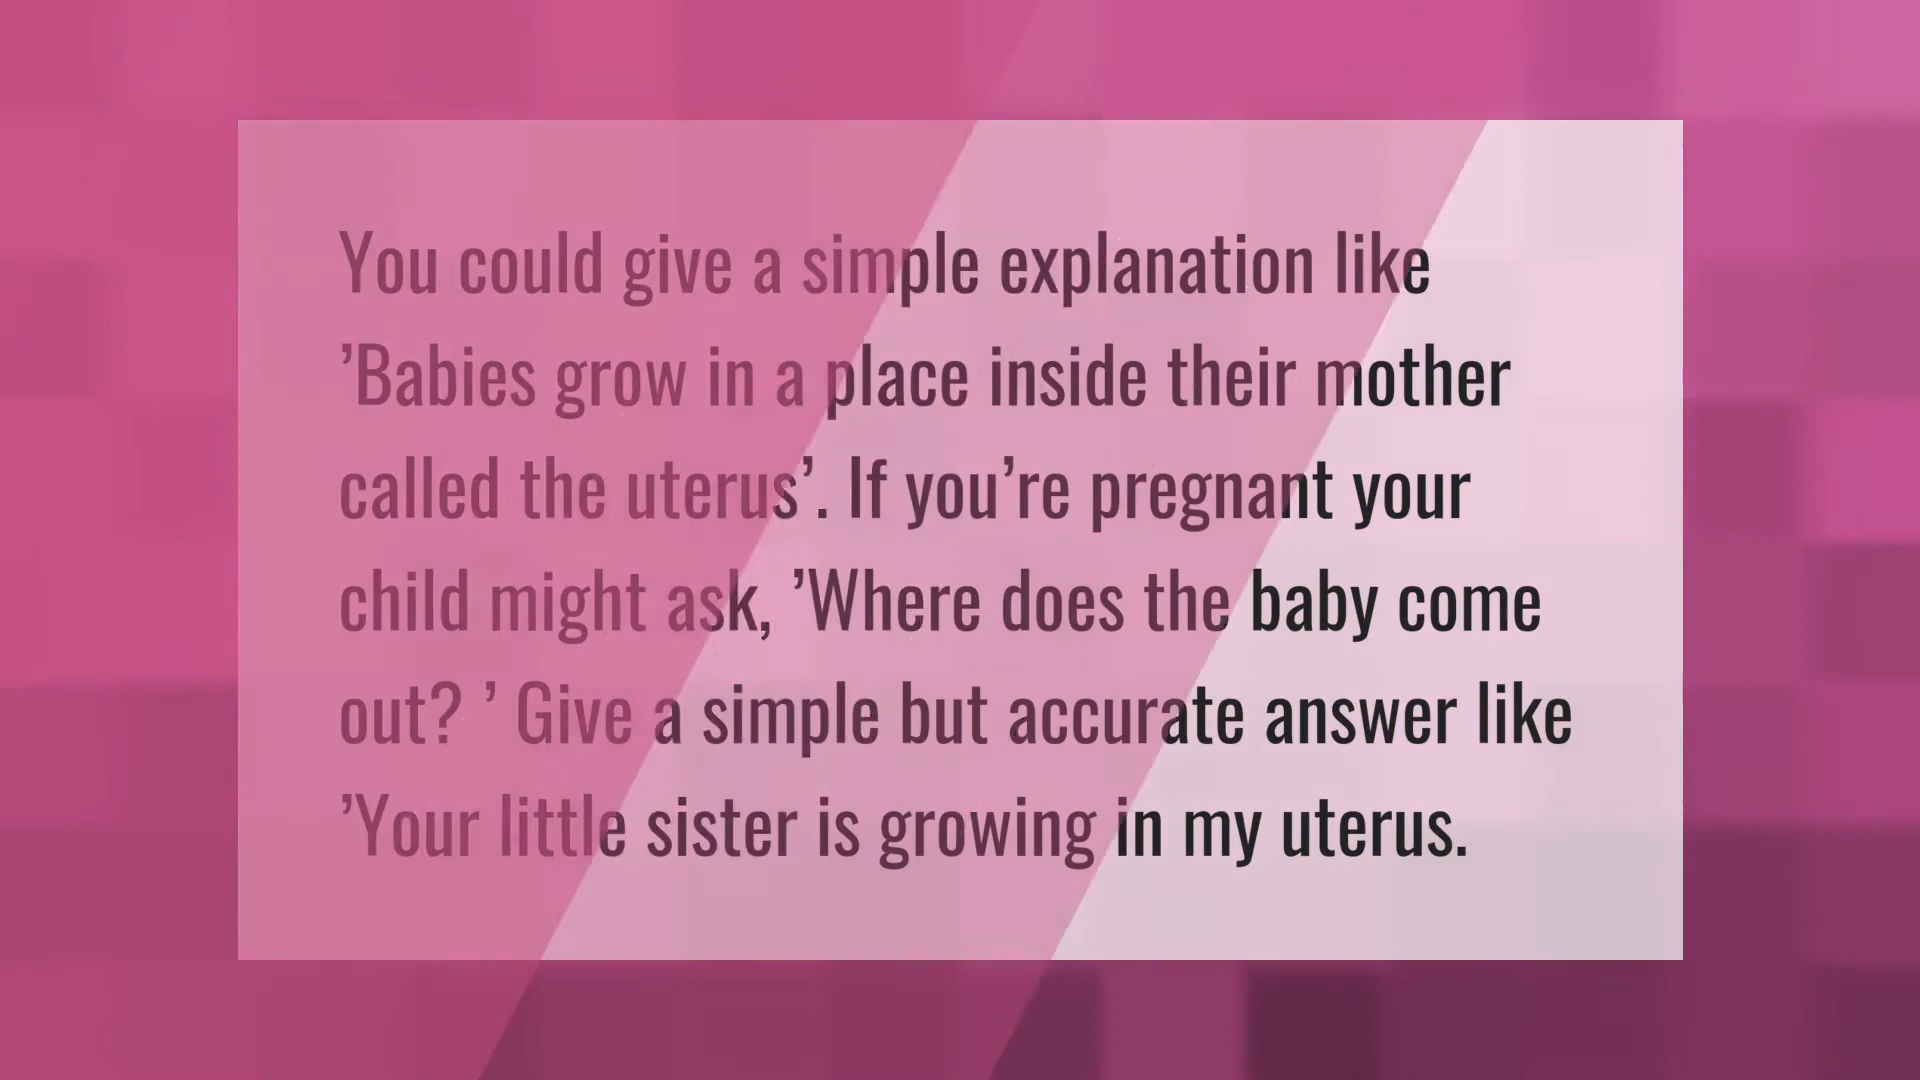 You could give a simple explanation like
’Babies grow in a place inside their mother
called the uterus’. If you’re pregnant your
child might ask, ’Where does the baby come
out? ’ Give a simple but accurate answer like
’Your little sister is growing in my uterus.